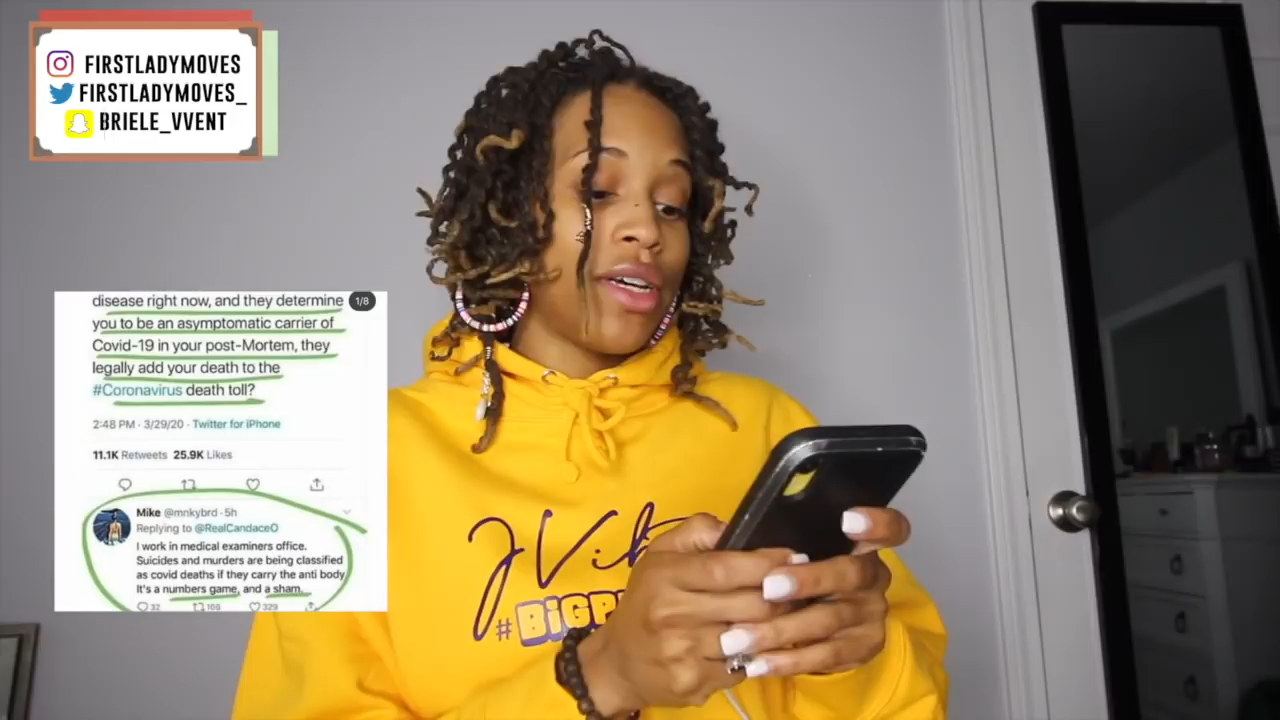 FIRSTLADYMOVES
FIRSTLADYMOVES_
BRIELE_VVENT
disease right now, and they determine
1/8
you to be an asymptomatic carrier of
Covid-19 in your post-Mortem, they
legally add your death to the
#Coronavirus death toll?
2:48 PM · 3/29/20 · Twitter for iPhone
11.1K Retweets 25.9K Likes
Mike @mnkybrd · 5h
Replying to @RealCandaceO
I work in medical examiners office.
Suicides and murders are being classified
as covid deaths if they carry the anti body
It's a numbers game, and a sham.
32 106 329